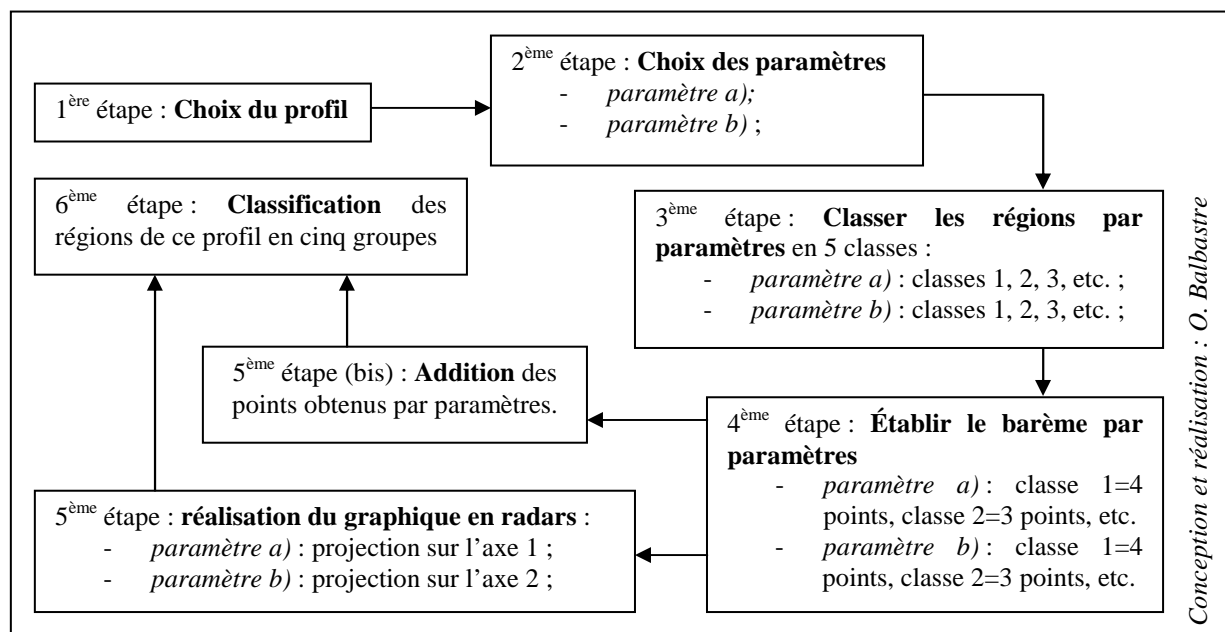 1ère étape : Choix du profil
2ème étape : Choix des paramètres
- paramètre a);
- paramètre b) ;
3ème étape : Classer les régions par
paramètres en 5 classes :
- paramètre a) : classes 1, 2, 3, etc. ;
- paramètre b) : classes 1, 2, 3, etc. ;
4ème étape : Établir le barème par
paramètres
- paramètre a) : classe 1=4
points, classe 2=3 points, etc.
- paramètre b) : classe 1=4
points, classe 2=3 points, etc.
5ème étape (bis) : Addition des
points obtenus par paramètres.
5ème étape : réalisation du graphique en radars :
- paramètre a) : projection sur l’axe 1 ;
- paramètre b) : projection sur l’axe 2 ;
6ème étape : Classification des
régions de ce profil en cinq groupes
Conception et réalisation : O. Balbastre